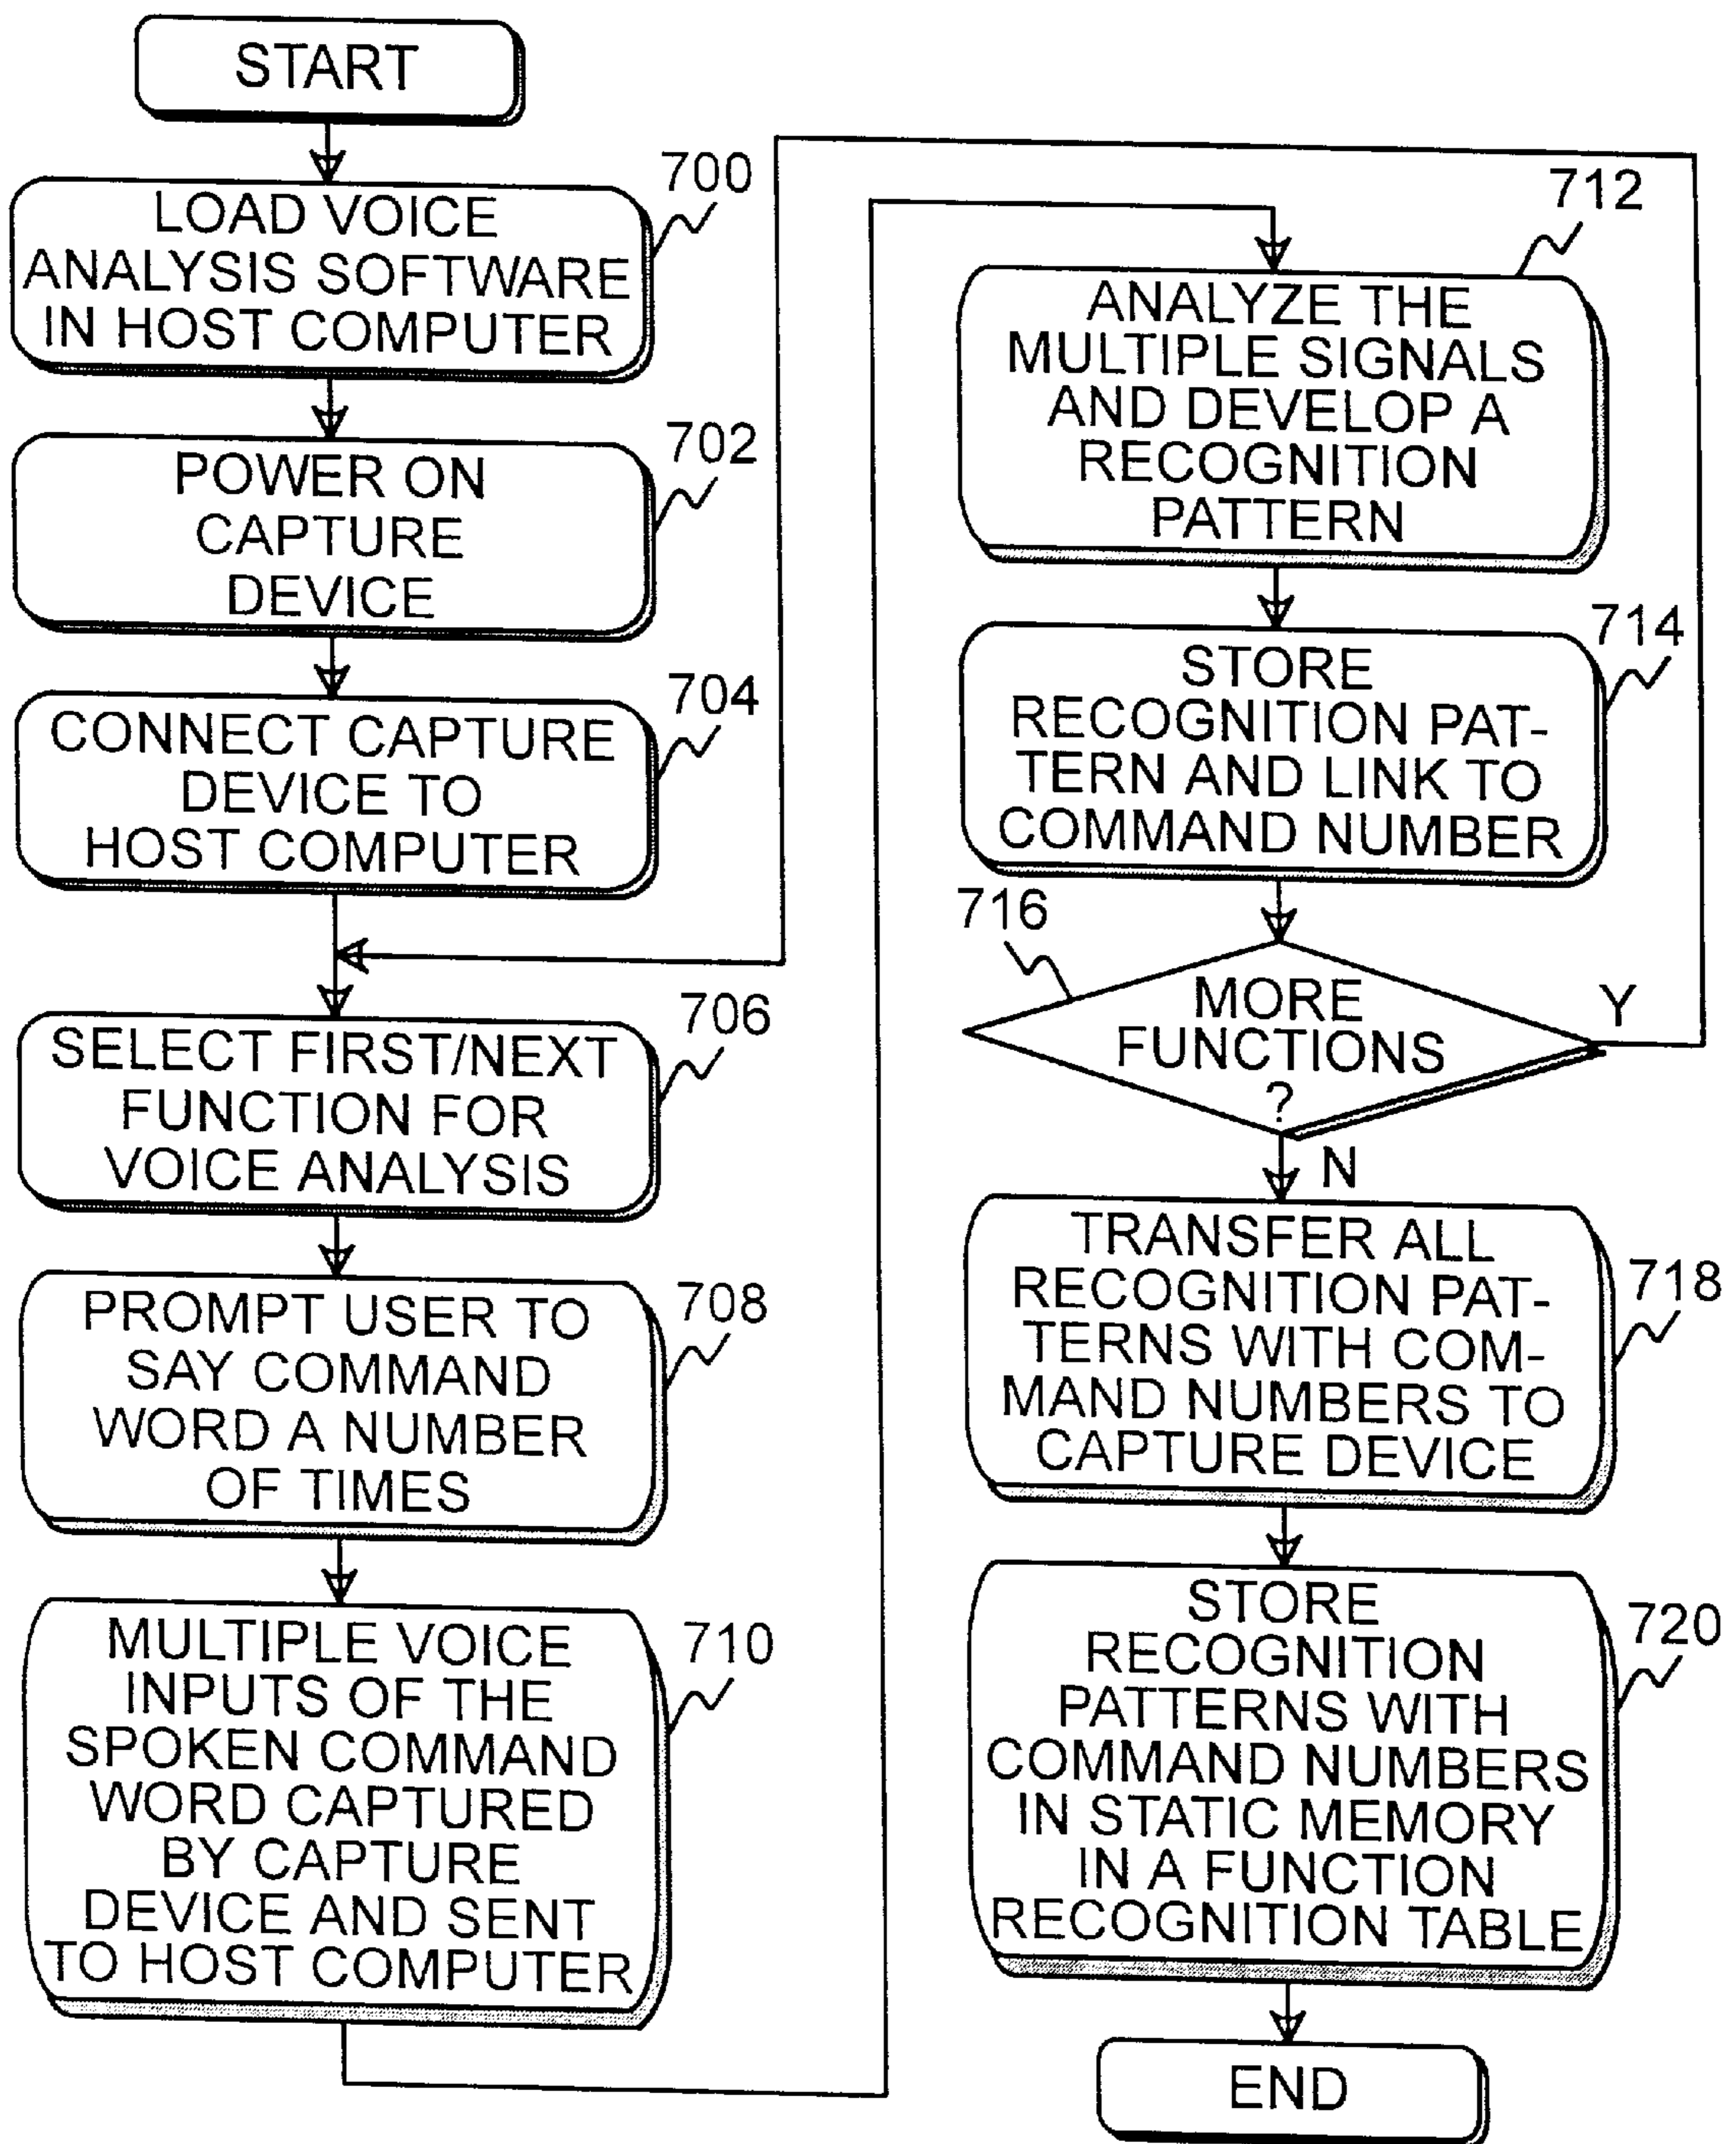 START
700
LOAD VOICE
ANALYSIS SOFTWARE
IN HOST COMPUTER
702
POWER ON
CAPTURE
DEVICE
704
CONNECT CAPTURE
DEVICE TO
HOST COMPUTER
706
SELECT FIRST/NEXT
FUNCTION FOR
VOICE ANALYSIS
708
PROMPT USER TO
SAY COMMAND
WORD A NUMBER
OF TIMES
710
MULTIPLE VOICE
INPUTS OF THE
SPOKEN COMMAND
WORD CAPTURED
BY CAPTURE
DEVICE AND SENT
TO HOST COMPUTER
712
ANALYZE THE
MULTIPLE SIGNALS
AND DEVELOP A
RECOGNITION
PATTERN
714
STORE
RECOGNITION PAT-
TERN AND LINK TO
COMMAND NUMBER
716
MORE
FUNCTIONS
?
Y
N
718
TRANSFER ALL
RECOGNITION PAT-
TERNS WITH COM-
MAND NUMBERS TO
CAPTURE DEVICE
720
STORE
RECOGNITION
PATTERNS WITH
COMMAND NUMBERS
IN STATIC MEMORY
IN A FUNCTION
RECOGNITION TABLE
END